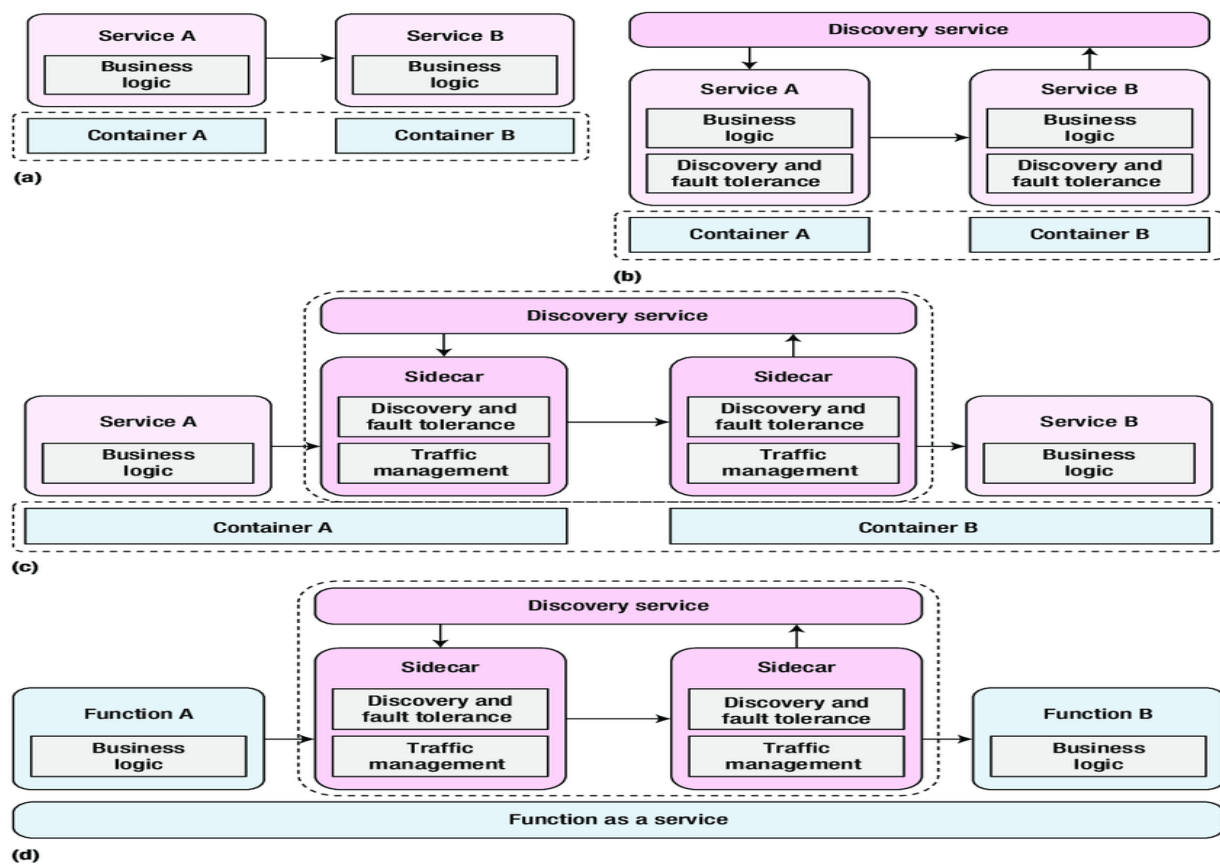 Service A
Business
logic
Service B
Business
logic
Container A
Container B
(a)
Discovery service
Service A
Business
logic
Discovery and
fault tolerance
Service B
Business
logic
Discovery and
fault tolerance
Container A
Container B
(b)
Discovery service
Service A
Business
logic
Sidecar
Discovery and
fault tolerance
Traffic
management
Sidecar
Discovery and
fault tolerance
Traffic
management
Service B
Business
logic
Container A
Container B
(c)
Discovery service
Function A
Business
logic
Sidecar
Discovery and
fault tolerance
Traffic
management
Sidecar
Discovery and
fault tolerance
Traffic
management
Function B
Business
logic
Function as a service
(d)